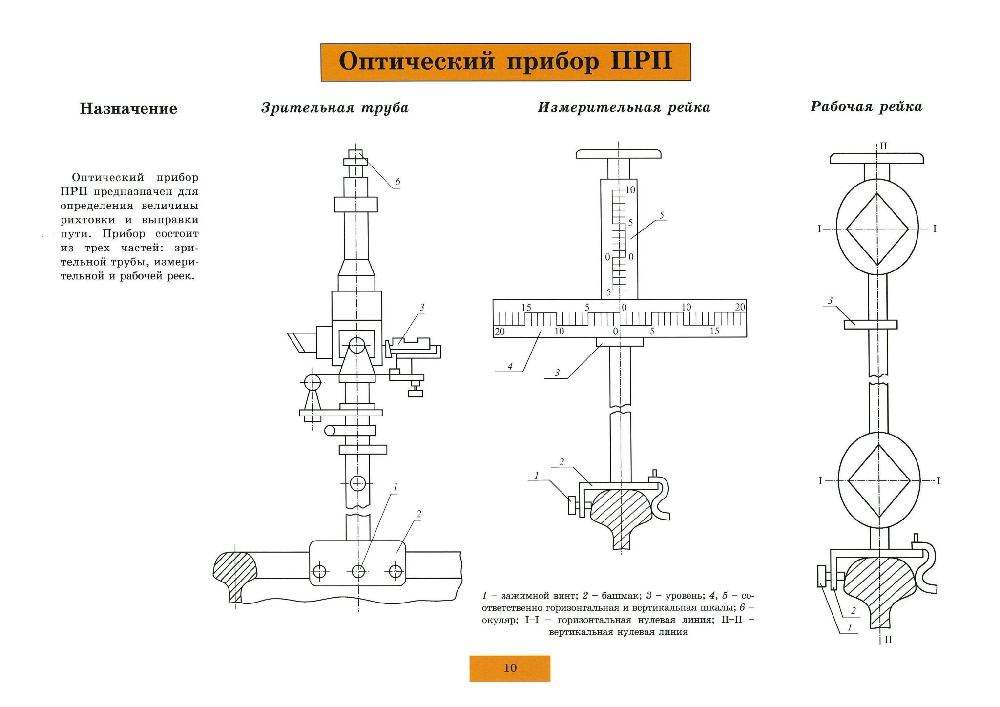 Оптический прибор ПРП
Назначение
Зрительная труба
Измерительная рейка
Рабочая рейка
Оптический прибор
ПРП предназначен для
определения величины
рихтовки и выправки
пути. Прибор состоит
из трех частей: зри-
тельной трубы, измери-
тельной и рабочей реек.
6
3
1
2
10
5
5
0 0
5
15 5 0 10 20
20 10 0 5 15
4
3
2
1
II
I I
3
I I
2
1
II
1 – зажимной винт; 2 – башмак; 3 – уровень; 4, 5 – со-
ответственно горизонтальная и вертикальная шкалы; 6 –
окуляр; I–I – горизонтальная нулевая линия; II–II –
вертикальная нулевая линия
10